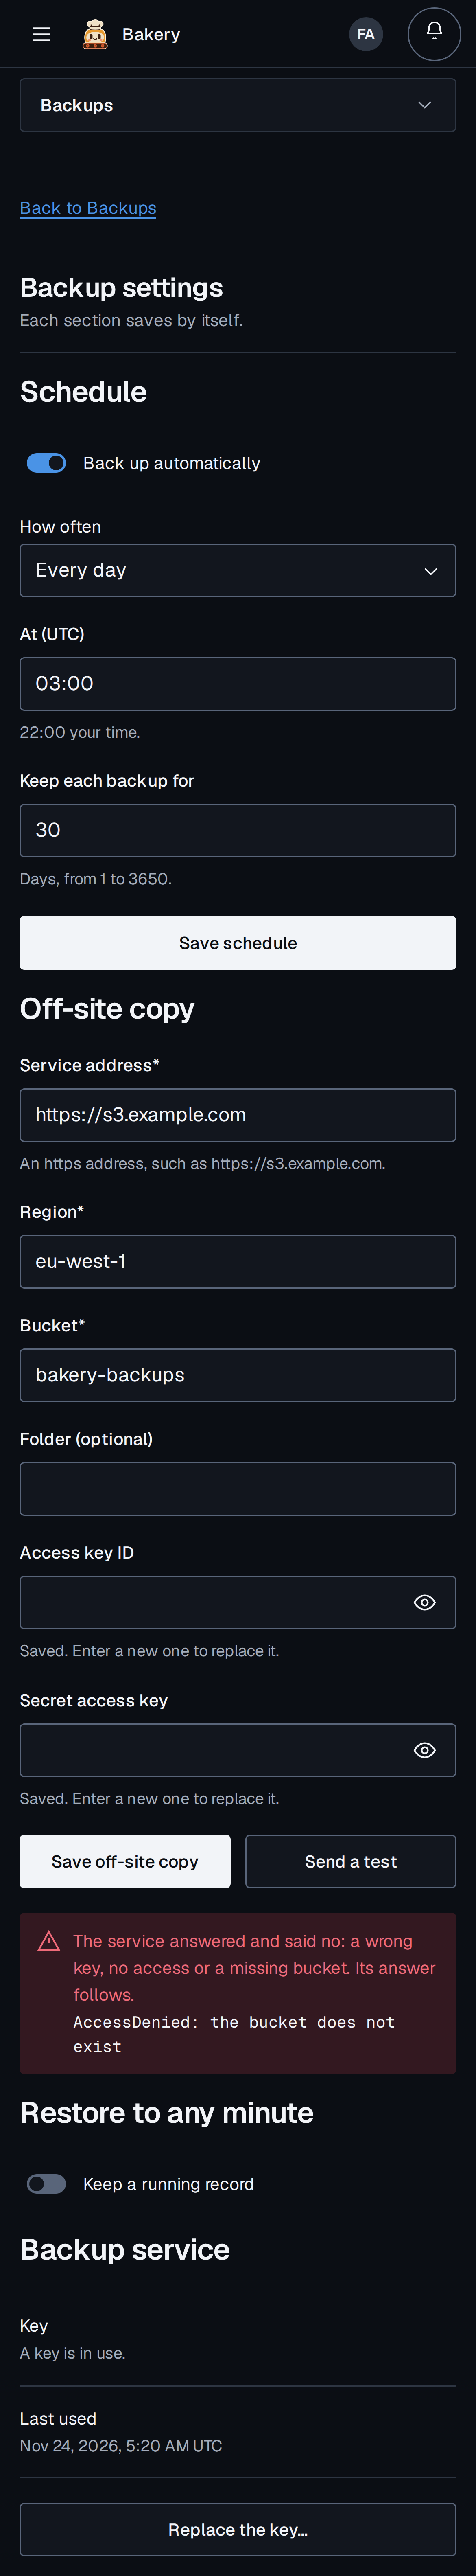 Bakery
FA
Backups
Back to Backups
Backup settings
Each section saves by itself.
Schedule
Back up automatically
How often
Every day
At (UTC)
03:00
22:00 your time.
Keep each backup for
30
Days, from 1 to 3650.
Save schedule
Off-site copy
Service address*
https://s3.example.com
An https address, such as https://s3.example.com.
Region*
eu-west-1
Bucket*
bakery-backups
Folder (optional)
Access key ID
Saved. Enter a new one to replace it.
Secret access key
Saved. Enter a new one to replace it.
Save off-site copy
Send a test
The service answered and said no: a wrong
key, no access or a missing bucket. Its answer
follows.
AccessDenied: the bucket does not
exist
Restore to any minute
Keep a running record
Backup service
Key
A key is in use.
Last used
Nov 24, 2026, 5:20 AM UTC
Replace the key...